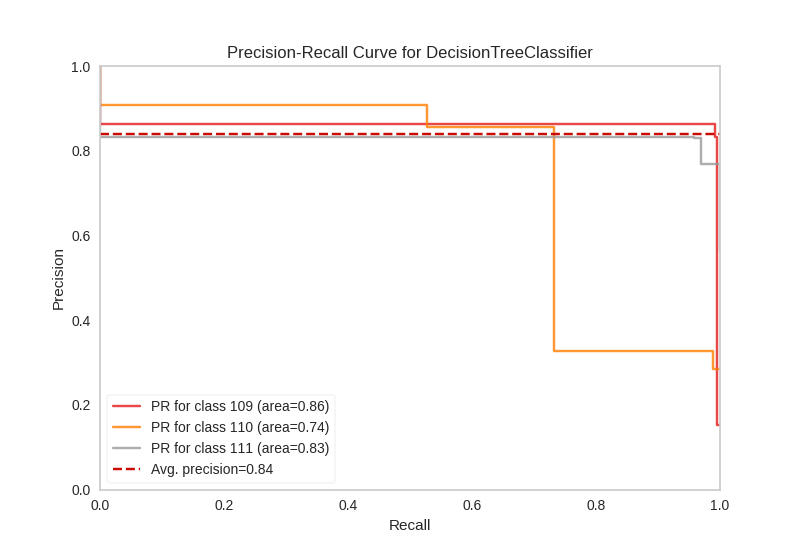 Precision-Recall Curve for DecisionTreeClassifier
1.0
0.8
0.6
0.4
0.2
0.0
Precision
PR for class 109 (area=0.86)
PR for class 110 (area=0.74)
PR for class 111 (area=0.83)
Avg. precision=0.84
0.0 0.2 0.4 0.6 0.8 1.0
Recall